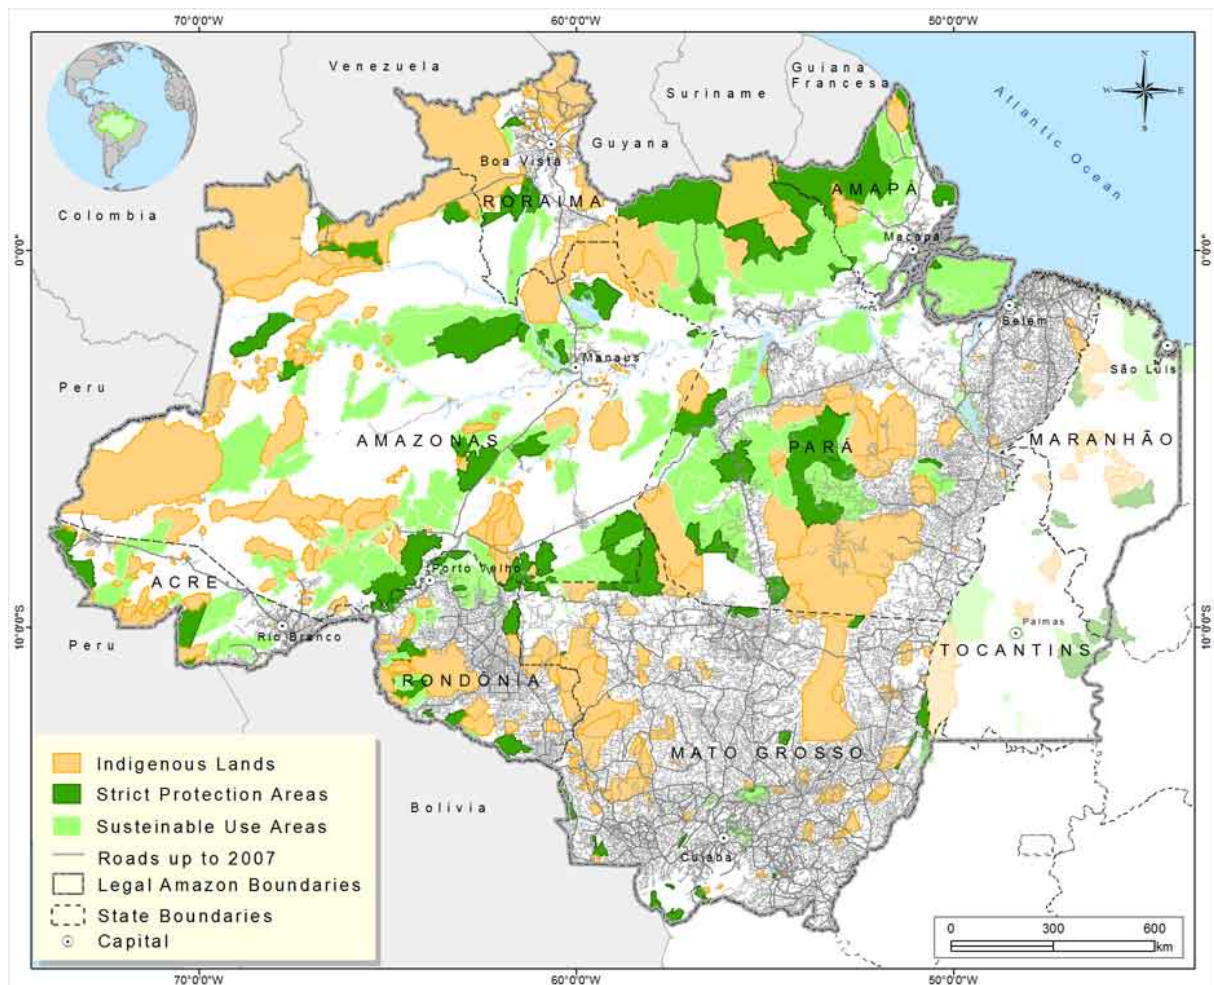 70°0'0"W 60°0'0"W 50°0'0"W
Venezuela
Guiana
Francesa
Suriname
N
W E
S
Atlantic Ocean
Guyana
Boa Vista
AMAPÁ
RORAIMA
Colombia
Macapá
0°0'0" 0°0'0"
Belem
Manaus
São Luis
Peru
AMAZONAS
PARÁ
MARANHÃO
Porto Velho
ACRE
Palmas
10°0'0"S 10°0'0"S
Rio Branco
Peru
TOCANTINS
RONDÔNIA
MATO GROSSO
Indigenous Lands
Strict Protection Areas
Susteinable Use Areas
Roads up to 2007
Legal Amazon Boundaries
State Boundaries
Capital
Bolivia
Cuiabá
0 300 600
km
70°0'0"W 60°0'0"W 50°0'0"W